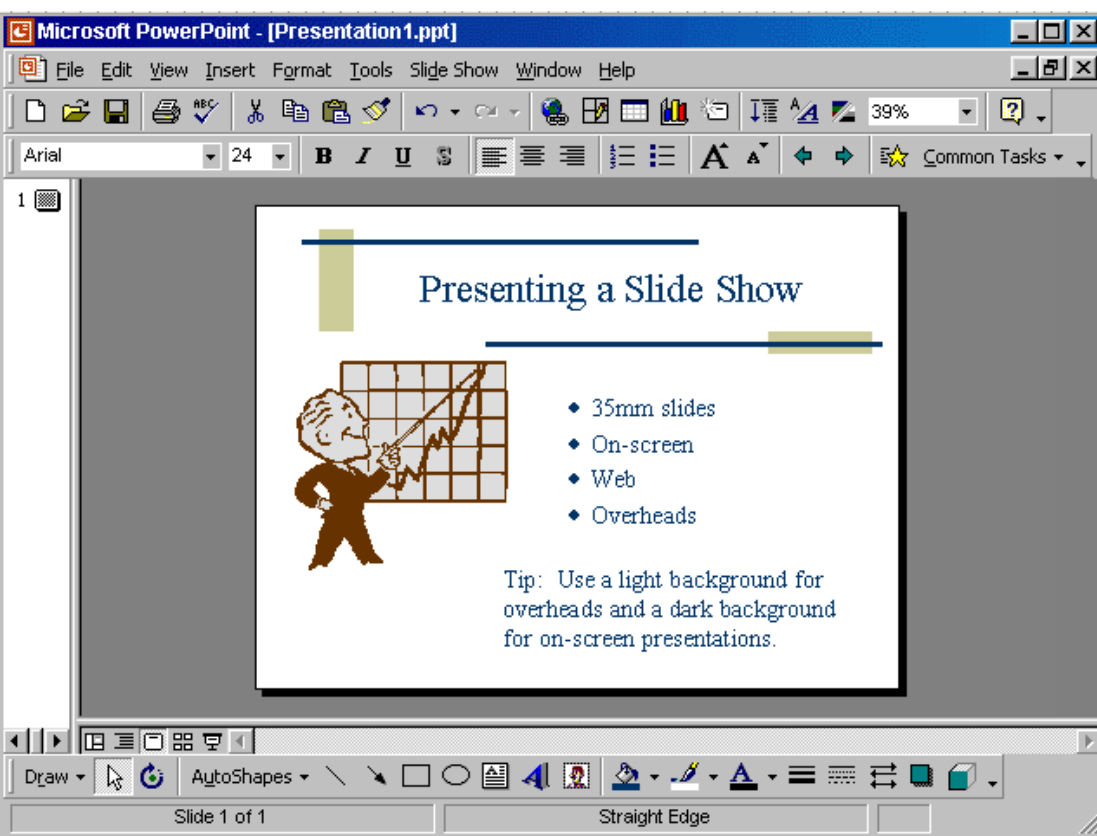 Microsoft PowerPoint - [Presentation1.ppt]
File Edit View Insert Format Tools Slide Show Window Help
ABC 39%
Arial 24 B I U S A A Common Tasks
1
Presenting a Slide Show
35mm slides
On-screen
Web
Overheads
Tip: Use a light background for
overheads and a dark background
for on-screen presentations.
Draw AutoShapes A A
Slide 1 of 1 Straight Edge